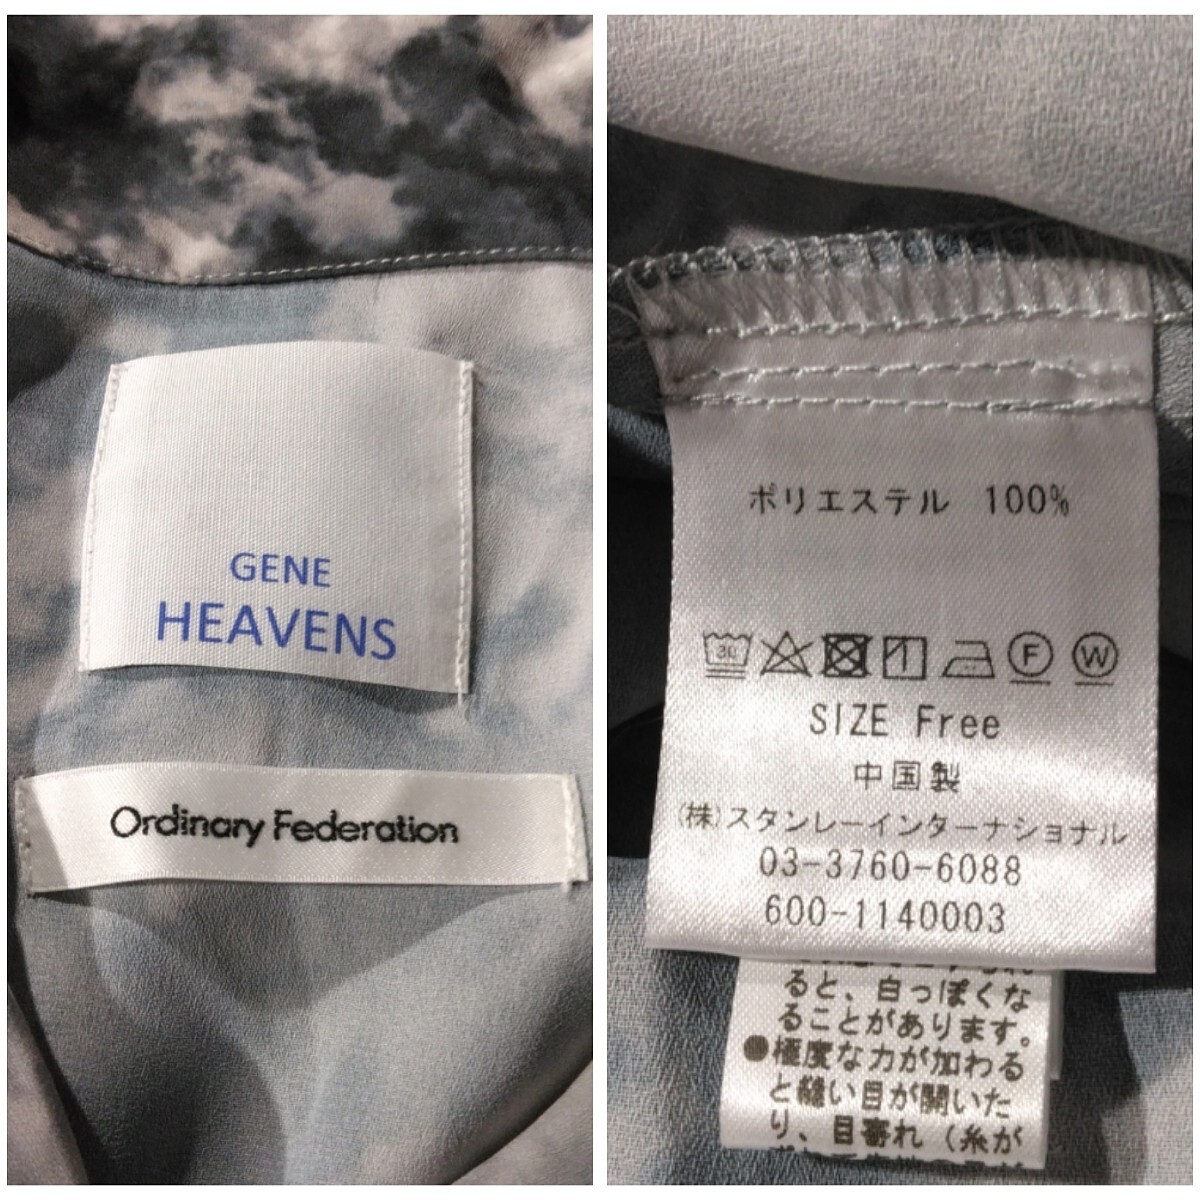 GENE
HEAVENS
Ordinary Federation
ポリエステル 100%
30 F W
SIZE Free
中国製
(株)スタンレーインターナショナル
03-3760-6088
600-1140003
ると、白っぽくな
ることがあります。
●極度な力が加わる
と縫い目が開いた
り、目寄れ（糸が